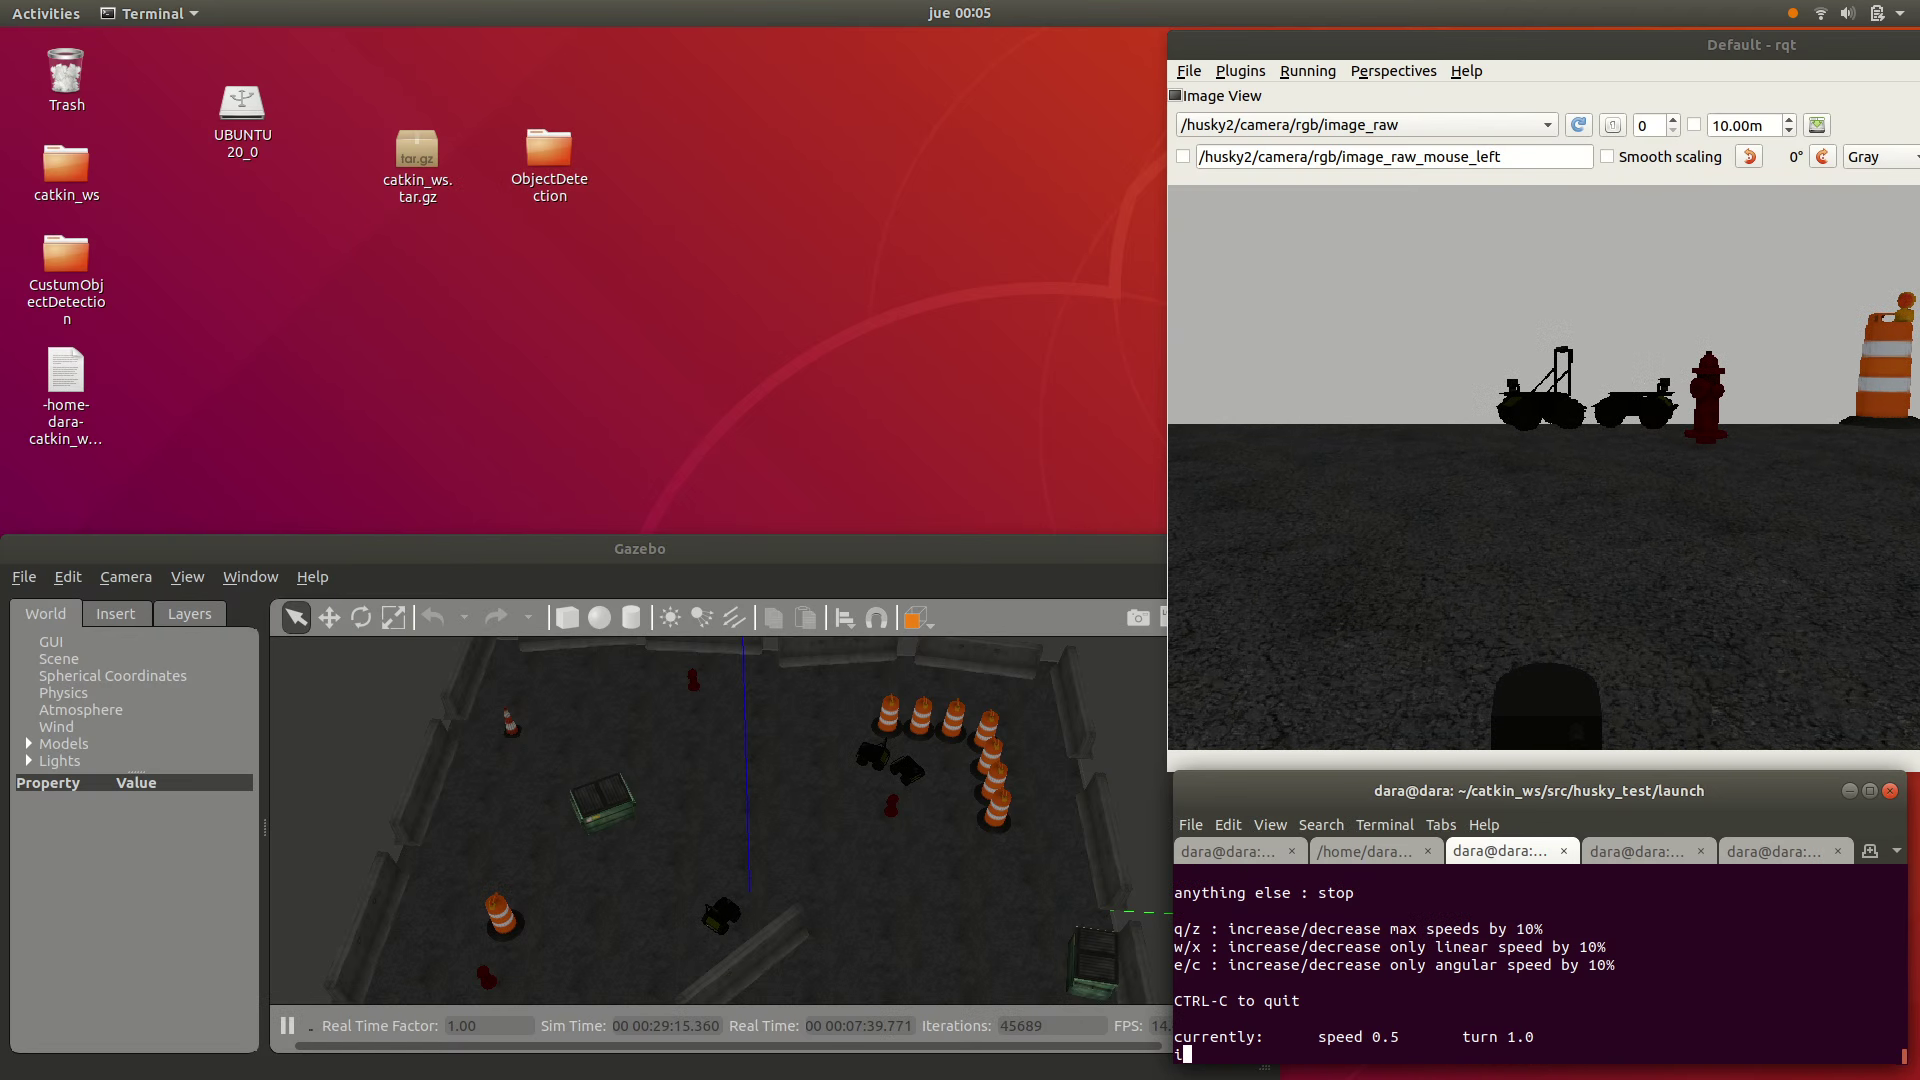 Activities
Terminal
jue 00:05
Trash
UBUNTU
20_0
catkin_ws.
tar.gz
ObjectDete
ction
catkin_ws
CustumObj
ectDetectio
n
-home-
dara-
catkin_w...
Default - rqt
File Plugins Running Perspectives Help
Image View
/husky2/camera/rgb/image_raw
0
10.00m
/husky2/camera/rgb/image_raw_mouse_left
Smooth scaling
0°
Gray
Gazebo
File Edit Camera View Window Help
World Insert Layers
GUI
Scene
Spherical Coordinates
Physics
Atmosphere
Wind
Models
Lights
Property Value
Real Time Factor: 1.00 Sim Time: 00 00:29:15.360 Real Time: 00 00:07:39.771 Iterations: 45689 FPS: 14.
dara@dara: ~/catkin_ws/src/husky_test/launch
File Edit View Search Terminal Tabs Help
dara@dara:... × /home/dara... × dara@dara:... × dara@dara:... × dara@dara:... ×
anything else : stop
q/z : increase/decrease max speeds by 10%
w/x : increase/decrease only linear speed by 10%
e/c : increase/decrease only angular speed by 10%
CTRL-C to quit
currently: speed 0.5 turn 1.0
i